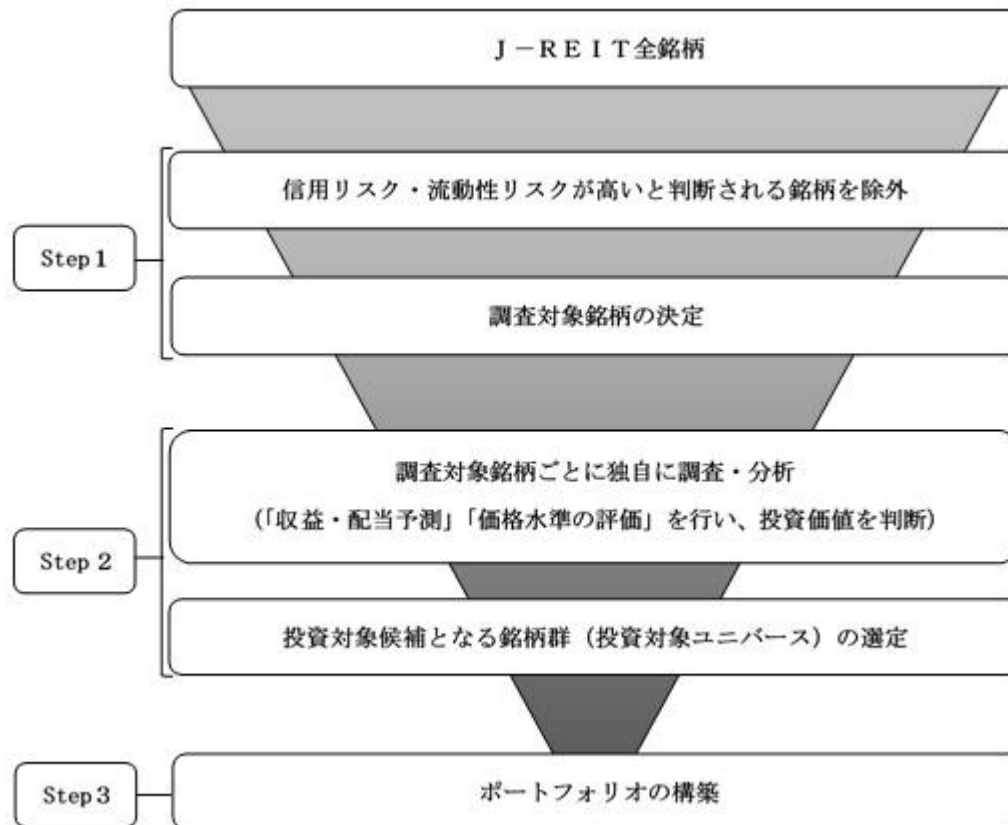 J－REIT全銘柄
信用リスク・流動性リスクが高いと判断される銘柄を除外
Step1
調査対象銘柄の決定
調査対象銘柄ごとに独自に調査・分析
（「収益・配当予測」「価格水準の評価」を行い、投資価値を判断）
Step 2
投資対象候補となる銘柄群（投資対象ユニバース）の選定
Step3
ポートフォリオの構築